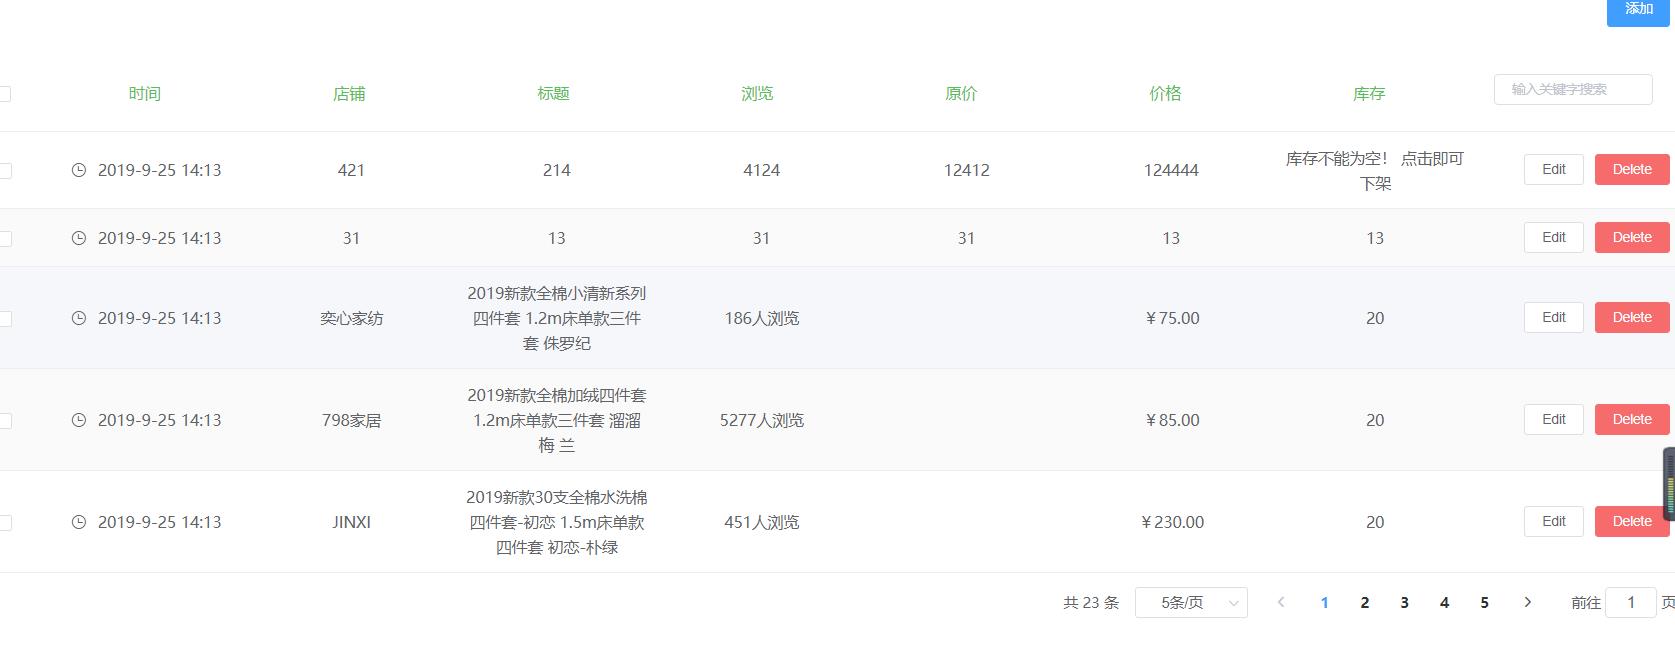 添加
时间 店铺 标题 浏览 原价 价格 库存 输入关键字搜索
2019-9-25 14:13 421 214 4124 12412 124444 库存不能为空！ 点击即可
下架 Edit Delete
2019-9-25 14:13 31 13 31 31 13 13 Edit Delete
2019新款全棉小清新系列
2019-9-25 14:13 奕心家纺 四件套 1.2m床单款三件 186人浏览 ￥75.00 20 Edit Delete
套 侏罗纪
2019新款全棉加绒四件套
2019-9-25 14:13 798家居 1.2m床单款三件套 溜溜 5277人浏览 ￥85.00 20 Edit Delete
梅 兰
2019新款30支全棉水洗棉
2019-9-25 14:13 JINXI 四件套-初恋 1.5m床单款 451人浏览 ￥230.00 20 Edit Delete
四件套 初恋-朴绿
共 23 条 5条/页 1 2 3 4 5 前往 1 页